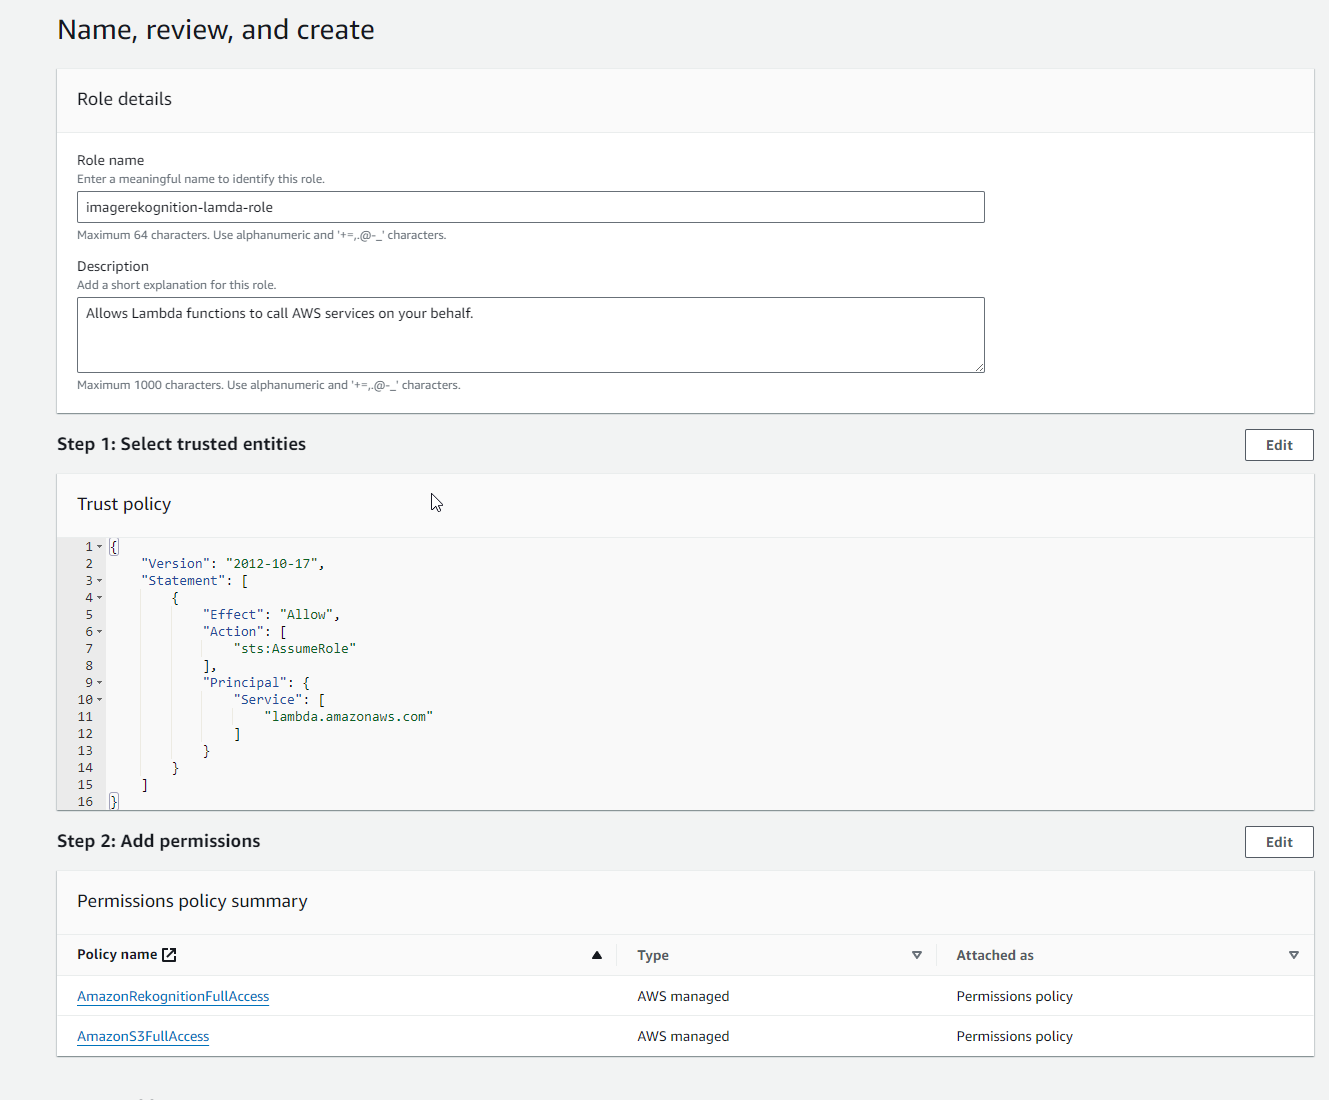 Name, review, and create
Role details
Role name
Enter a meaningful name to identify this role.
imagerekognition-lamda-role
Maximum 64 characters. Use alphanumeric and '+=,.@-_' characters.
Description
Add a short explanation for this role.
Allows Lambda functions to call AWS services on your behalf.
Maximum 1000 characters. Use alphanumeric and '+=,.@-_' characters.
Step 1: Select trusted entities
Edit
Trust policy
1 {
2 "Version": "2012-10-17",
3 "Statement": [
4 {
5 "Effect": "Allow",
6 "Action": [
7 "sts:AssumeRole"
8 ],
9 "Principal": {
10 "Service": [
11 "lambda.amazonaws.com"
12 ]
13 }
14 }
15 ]
16 }
Step 2: Add permissions
Edit
Permissions policy summary
Policy name Type Attached as
AmazonRekognitionFullAccess AWS managed Permissions policy
AmazonS3FullAccess AWS managed Permissions policy